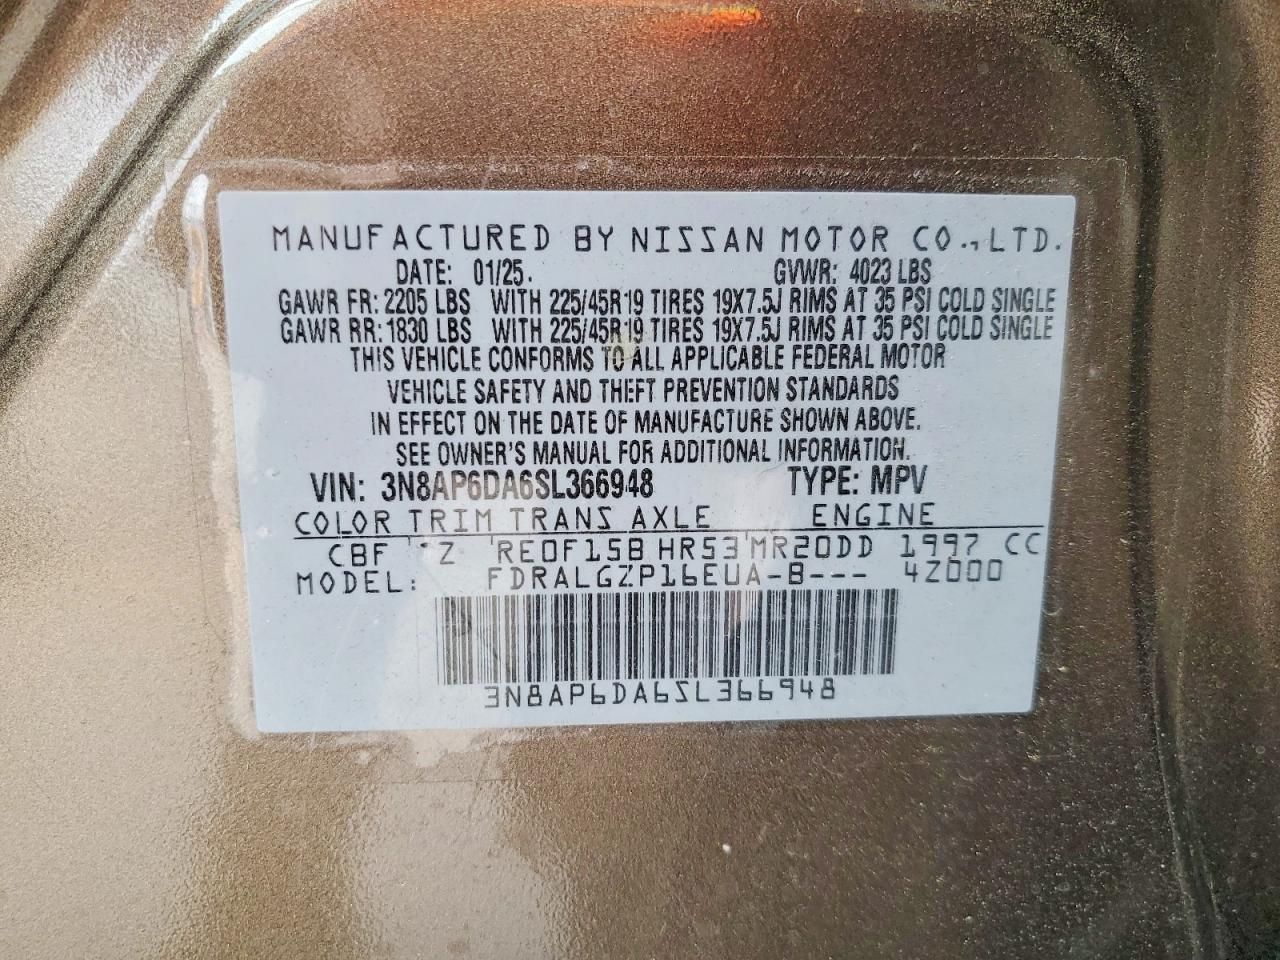 MANUFACTURED BY NISSAN MOTOR CO., LTD.
DATE: 01/25. GVWR: 4023 LBS
GAWR FR: 2205 LBS WITH 225/45R19 TIRES 19X7.5J RIMS AT 35 PSI COLD SINGLE
GAWR RR: 1830 LBS WITH 225/45R19 TIRES 19X7.5J RIMS AT 35 PSI COLD SINGLE
THIS VEHICLE CONFORMS TO ALL APPLICABLE FEDERAL MOTOR
VEHICLE SAFETY AND THEFT PREVENTION STANDARDS
IN EFFECT ON THE DATE OF MANUFACTURE SHOWN ABOVE.
SEE OWNER'S MANUAL FOR ADDITIONAL INFORMATION.
VIN: 3N8AP6DA6SL366948 TYPE: MPV
COLOR TRIM TRANS AXLE ENGINE
CBF Z RE0F15B HR53 MR20DD 1997 CC
MODEL: FDRALGZP16EUA-B--- 4Z000
3N8AP6DA6SL366948